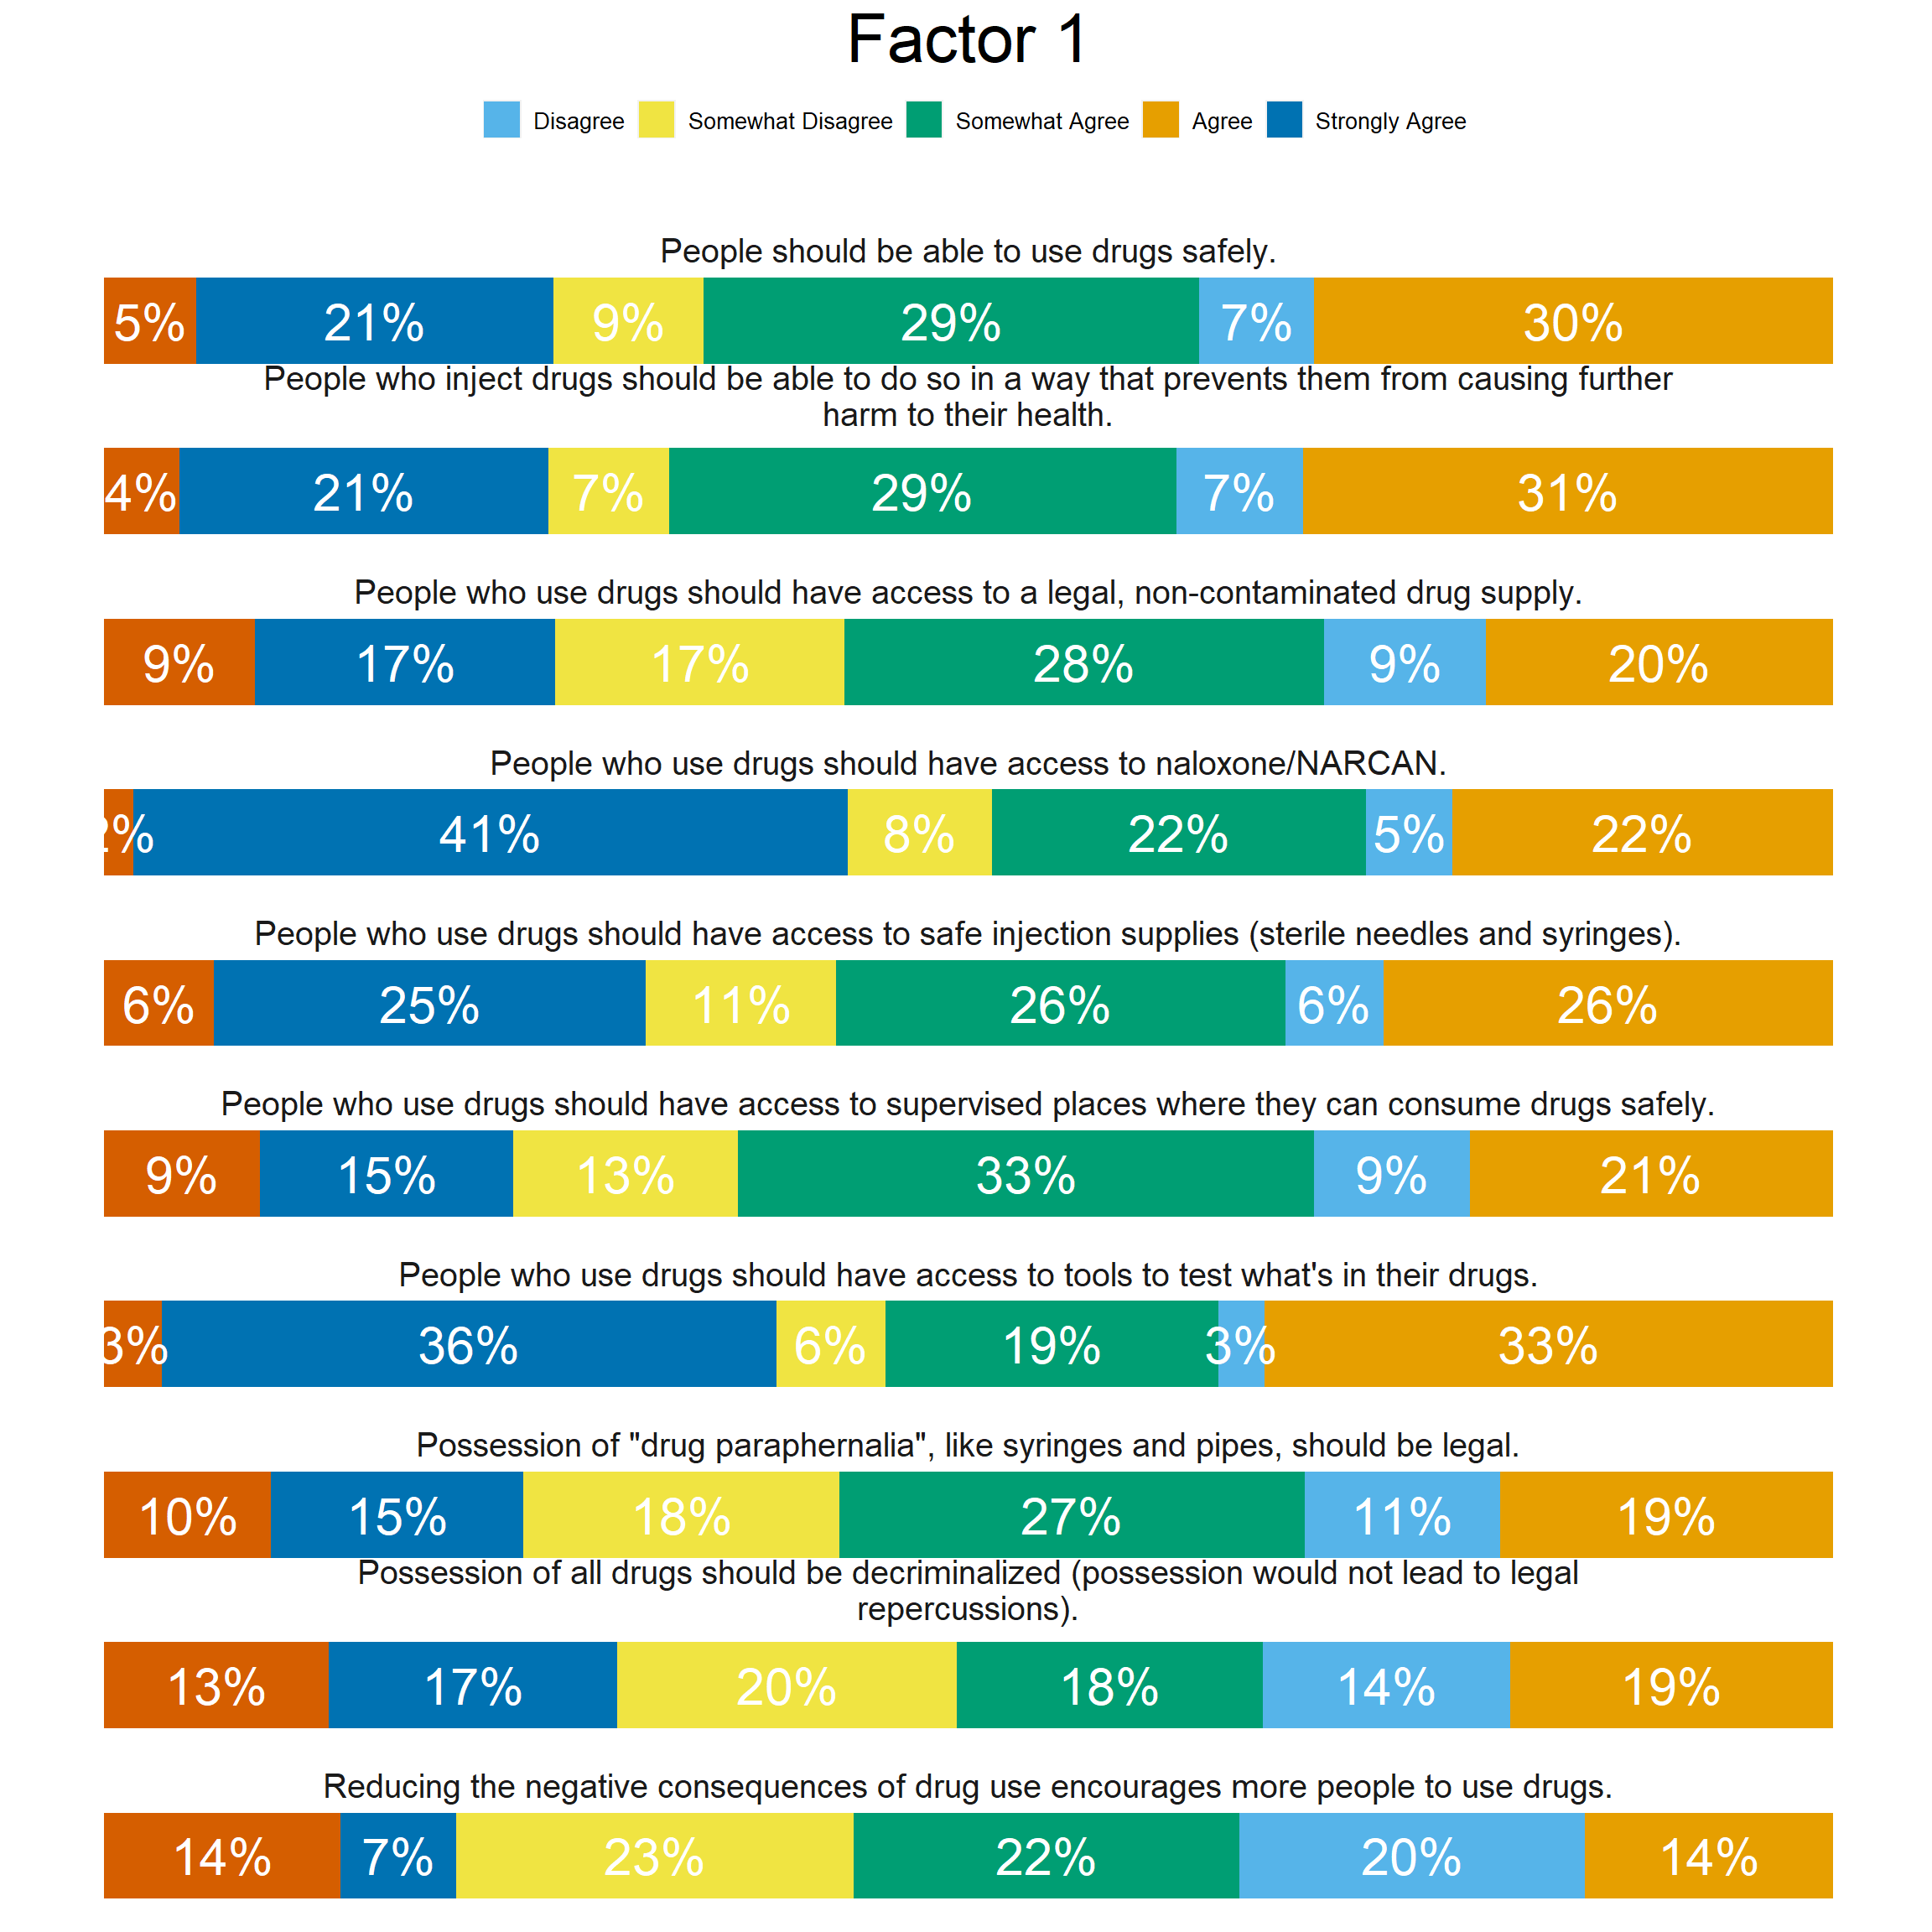 Factor 1
Disagree Somewhat Disagree Somewhat Agree Agree Strongly Agree
People should be able to use drugs safely.
5% 21% 9% 29% 7% 30%
People who inject drugs should be able to do so in a way that prevents them from causing further
harm to their health.
4% 21% 7% 29% 7% 31%
People who use drugs should have access to a legal, non-contaminated drug supply.
9% 17% 17% 28% 9% 20%
People who use drugs should have access to naloxone/NARCAN.
2% 41% 8% 22% 5% 22%
People who use drugs should have access to safe injection supplies (sterile needles and syringes).
6% 25% 11% 26% 6% 26%
People who use drugs should have access to supervised places where they can consume drugs safely.
9% 15% 13% 33% 9% 21%
People who use drugs should have access to tools to test what's in their drugs.
3% 36% 6% 19% 3% 33%
Possession of "drug paraphernalia", like syringes and pipes, should be legal.
10% 15% 18% 27% 11% 19%
Possession of all drugs should be decriminalized (possession would not lead to legal
repercussions).
13% 17% 20% 18% 14% 19%
Reducing the negative consequences of drug use encourages more people to use drugs.
14% 7% 23% 22% 20% 14%